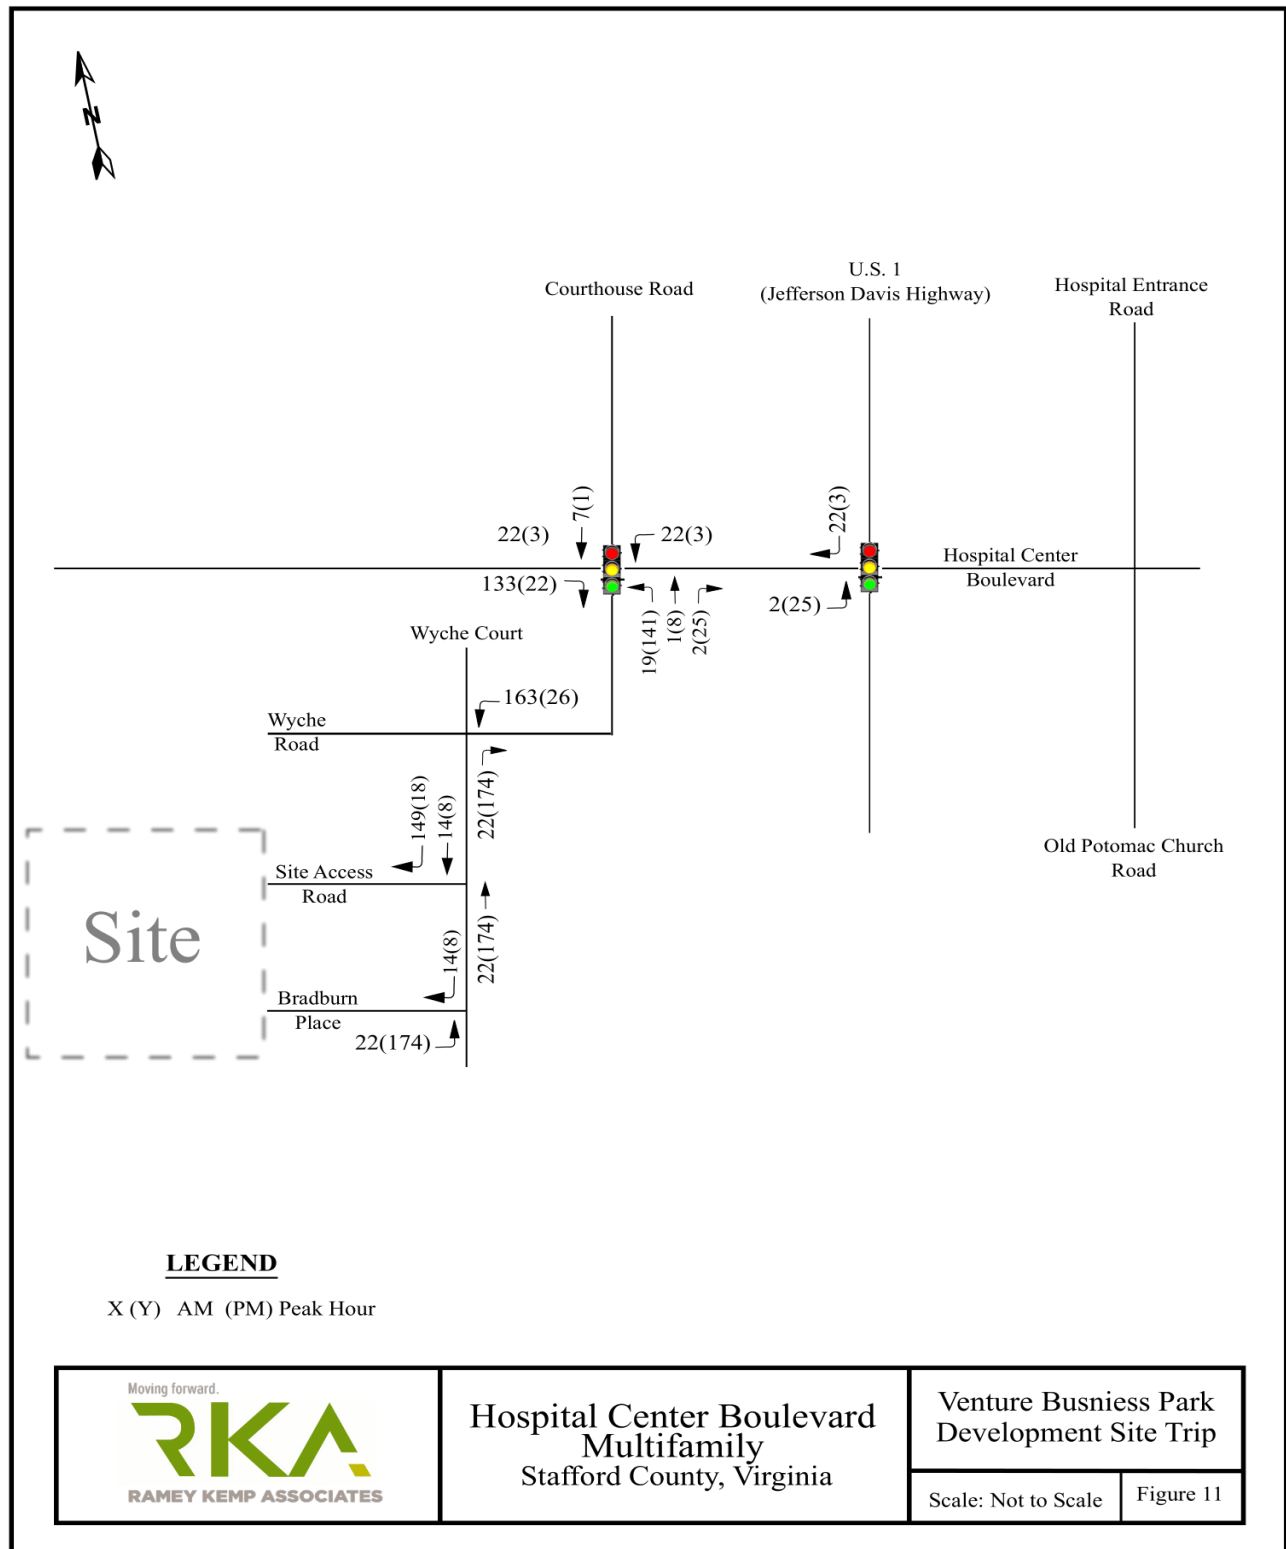 N
U.S. 1
(Jefferson Davis Highway)
Courthouse Road
Hospital Entrance
Road
7(1)
22(3)
22(3)
22(3)
Hospital Center
Boulevard
133(22)
19(141)
1(8)
2(25)
2(25)
Wyche Court
163(26)
Wyche
Road
22(174)
149(18)
14(8)
Old Potomac Church
Road
Site Access
Road
Site
22(174)
14(8)
Bradburn
Place
22(174)
LEGEND
X (Y) AM (PM) Peak Hour
Moving forward.
RKA
RAMEY KEMP ASSOCIATES
Hospital Center Boulevard
Multifamily
Stafford County, Virginia
Venture Busniess Park
Development Site Trip
Scale: Not to Scale
Figure 11